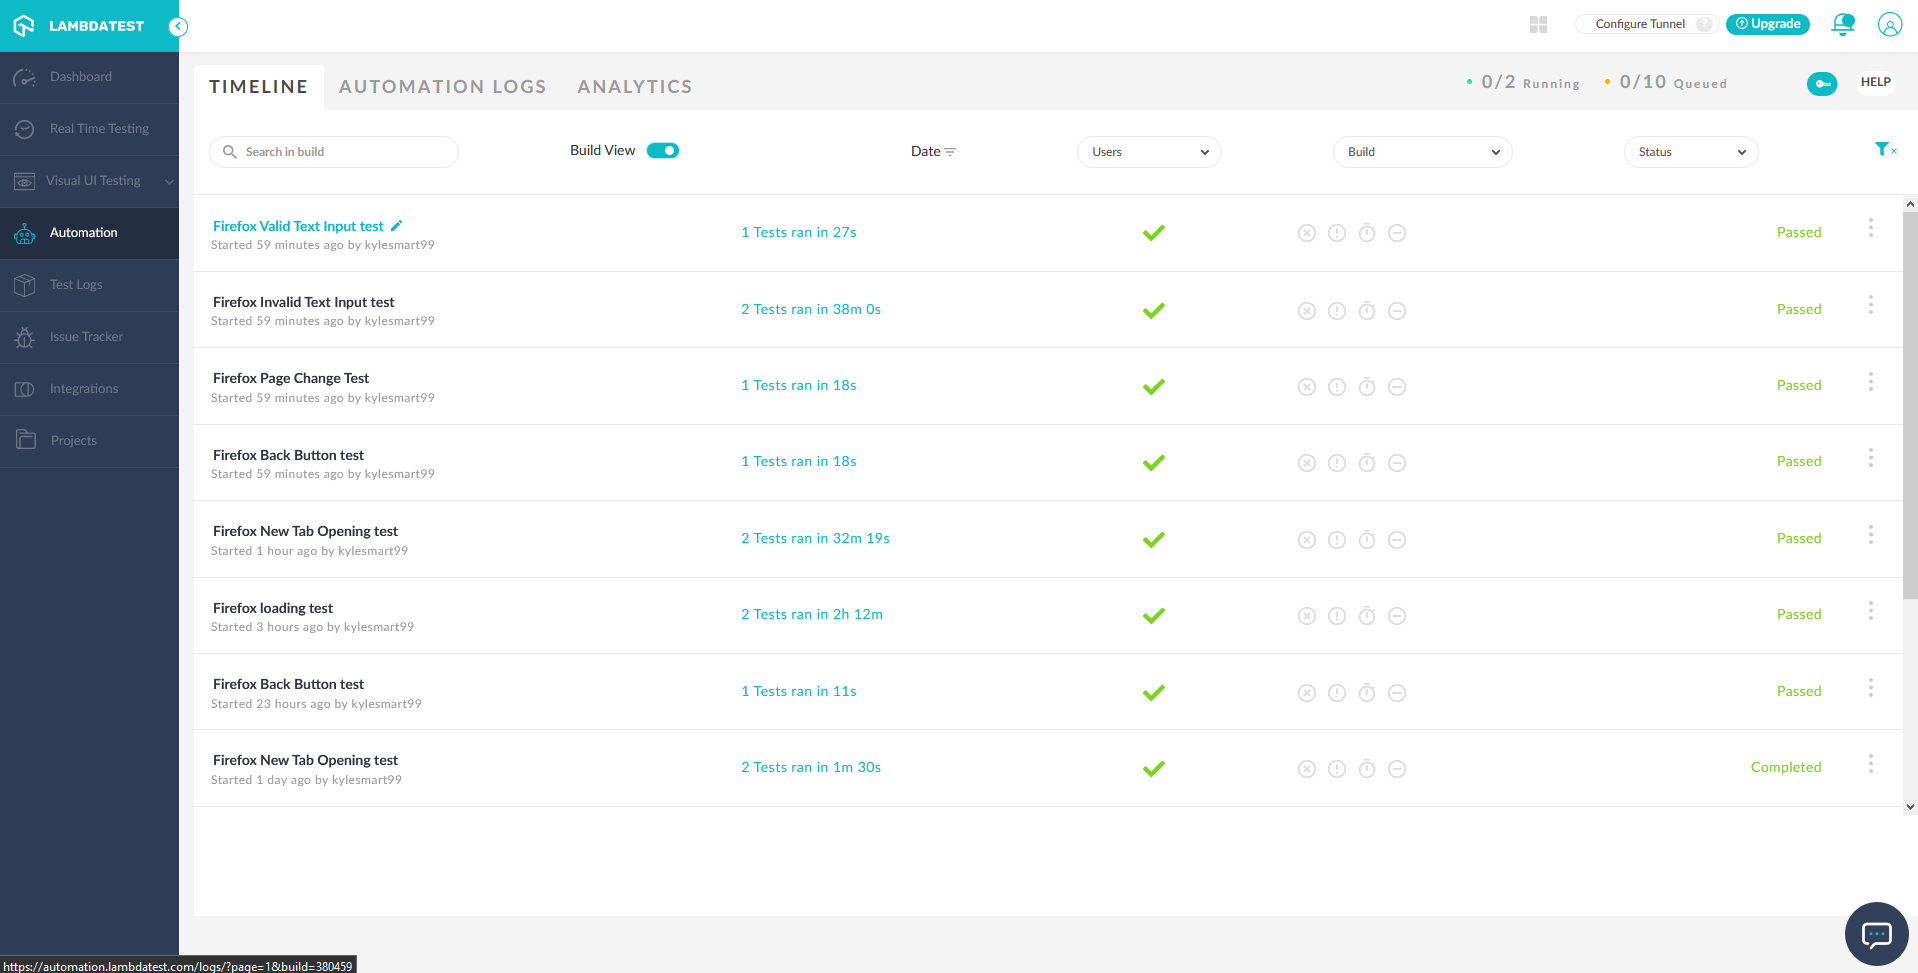 LAMBDATEST
Configure Tunnel ?
Upgrade
Dashboard
Real Time Testing
Visual UI Testing
Automation
Test Logs
Issue Tracker
Integrations
Projects
TIMELINE AUTOMATION LOGS ANALYTICS
0/2 Running 0/10 Queued
HELP
Search in build
Build View
Date
Users
Build
Status
Firefox Valid Text Input test
Started 59 minutes ago by kylesmart99
1 Tests ran in 27s
Passed
Firefox Invalid Text Input test
Started 59 minutes ago by kylesmart99
2 Tests ran in 38m 0s
Passed
Firefox Page Change Test
Started 59 minutes ago by kylesmart99
1 Tests ran in 18s
Passed
Firefox Back Button test
Started 59 minutes ago by kylesmart99
1 Tests ran in 18s
Passed
Firefox New Tab Opening test
Started 1 hour ago by kylesmart99
2 Tests ran in 32m 19s
Passed
Firefox loading test
Started 3 hours ago by kylesmart99
2 Tests ran in 2h 12m
Passed
Firefox Back Button test
Started 23 hours ago by kylesmart99
1 Tests ran in 11s
Passed
Firefox New Tab Opening test
Started 1 day ago by kylesmart99
2 Tests ran in 1m 30s
Completed
https://automation.lambdatest.com/logs/?page=1&build=380459